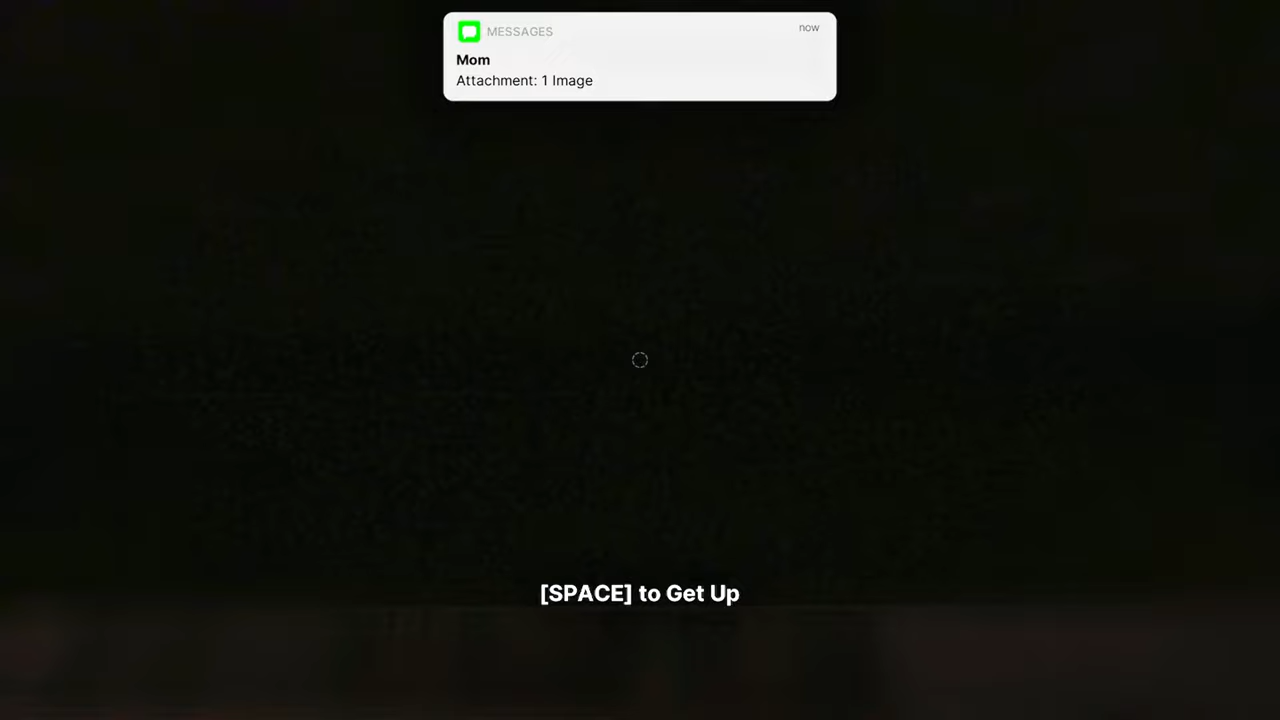 MESSAGES
now
Mom
Attachment: 1 Image
[SPACE] to Get Up